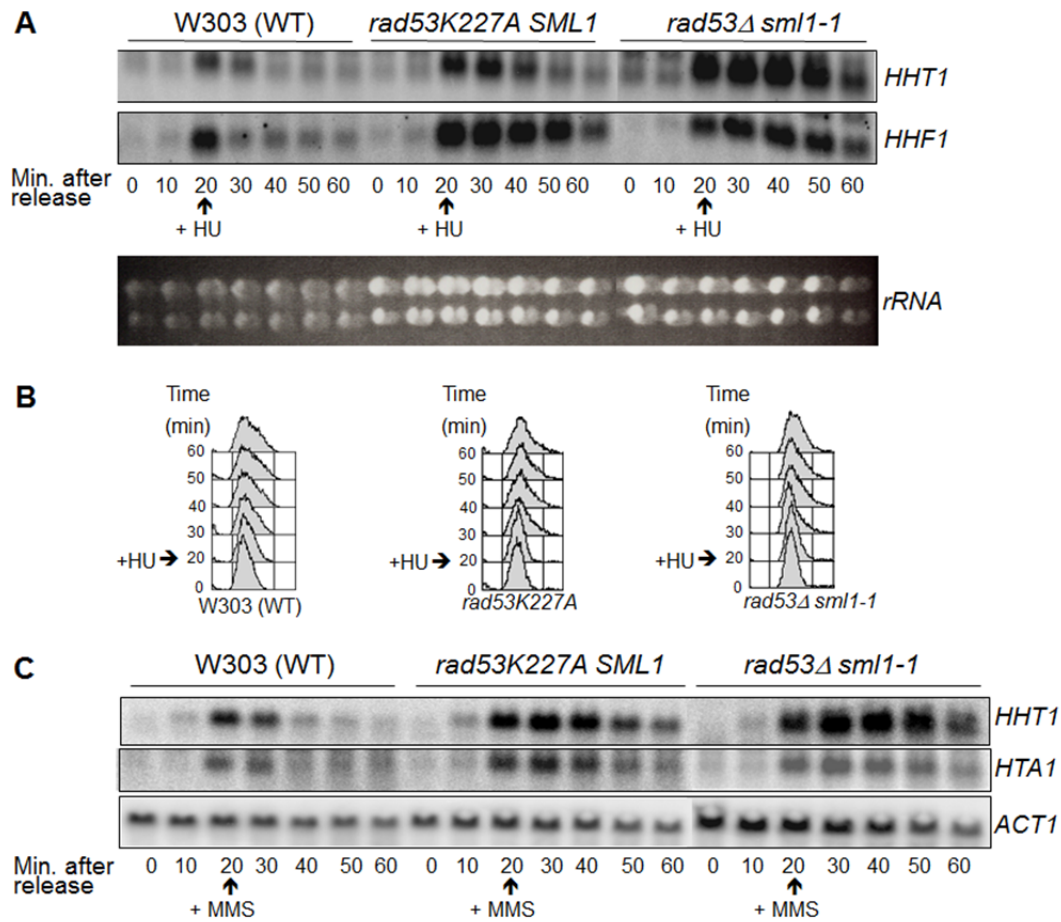 A
W303 (WT) rad53K227A SML1 rad53Δ sml1-1
HHT1
HHF1
Min. after release 0 10 20 30 40 50 60 0 10 20 30 40 50 60 0 10 20 30 40 50 60
+ HU + HU + HU
rRNA
B
Time (min)
60
50
40
30
+HU 20
0
W303 (WT)
Time (min)
60
50
40
30
+HU 20
0
rad53K227A
Time (min)
60
50
40
30
+HU 20
0
rad53Δ sml1-1
C
W303 (WT) rad53K227A SML1 rad53Δ sml1-1
HHT1
HTA1
ACT1
Min. after release 0 10 20 30 40 50 60 0 10 20 30 40 50 60 0 10 20 30 40 50 60
+ MMS + MMS + MMS